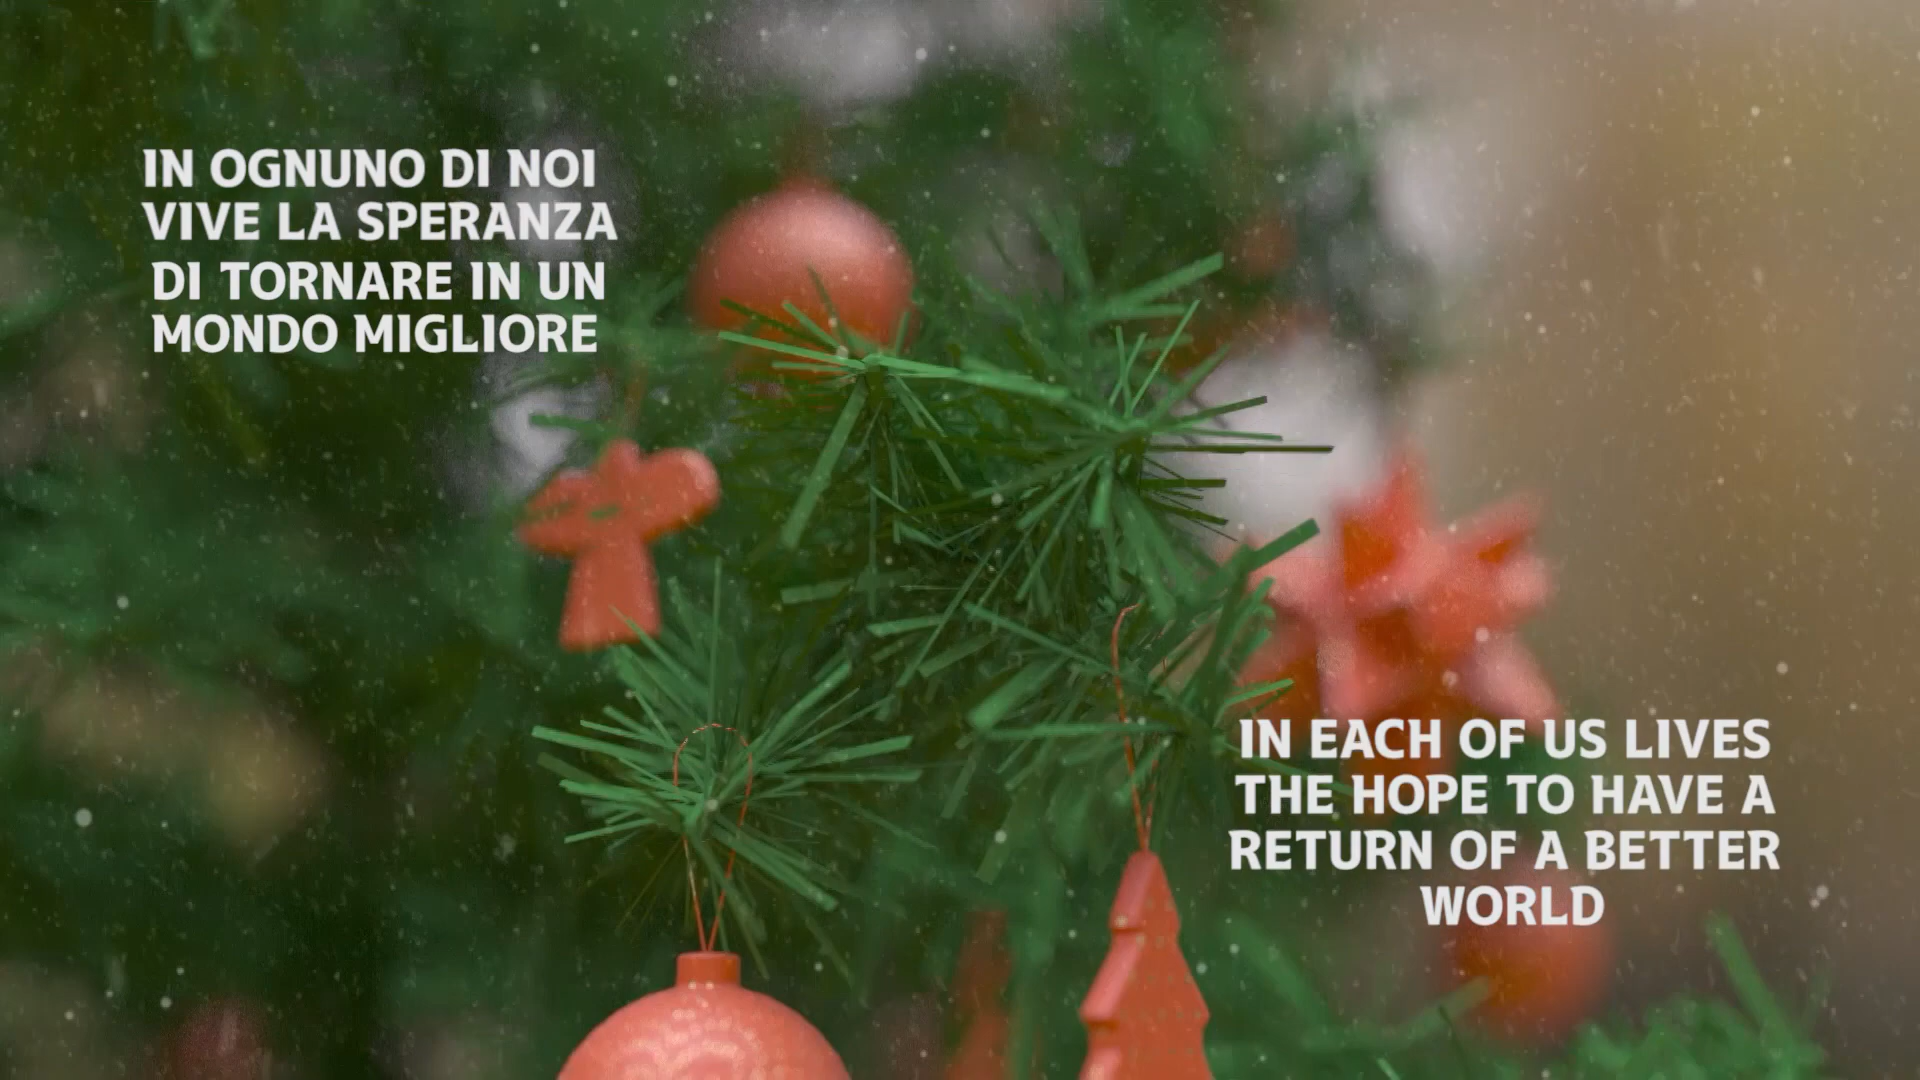 IN OGNUNO DI NOI
VIVE LA SPERANZA
DI TORNARE IN UN
MONDO MIGLIORE
IN EACH OF US LIVES
THE HOPE TO HAVE A
RETURN OF A BETTER
WORLD